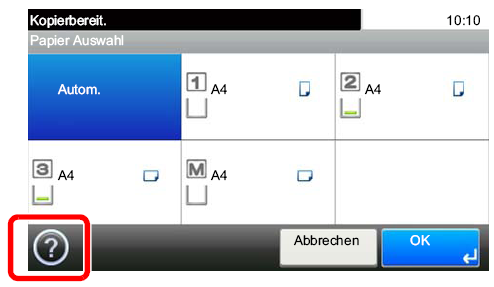 Kopierbereit. 10:10
Papier Auswahl
Autom. 1 A4 2 A4
3 A4 M A4
? Abbrechen OK